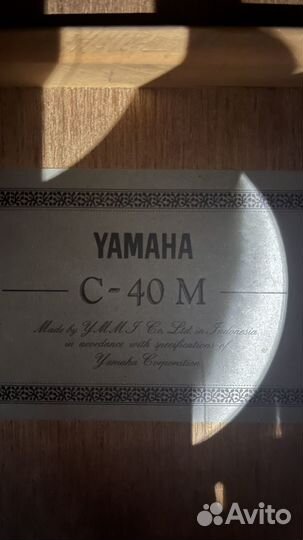 YAMAHA
C-40 M
Made by Y.M.M.I Co. Ltd. in Indonesia
in accordance with specifications of
Yamaha Corporation
Avito